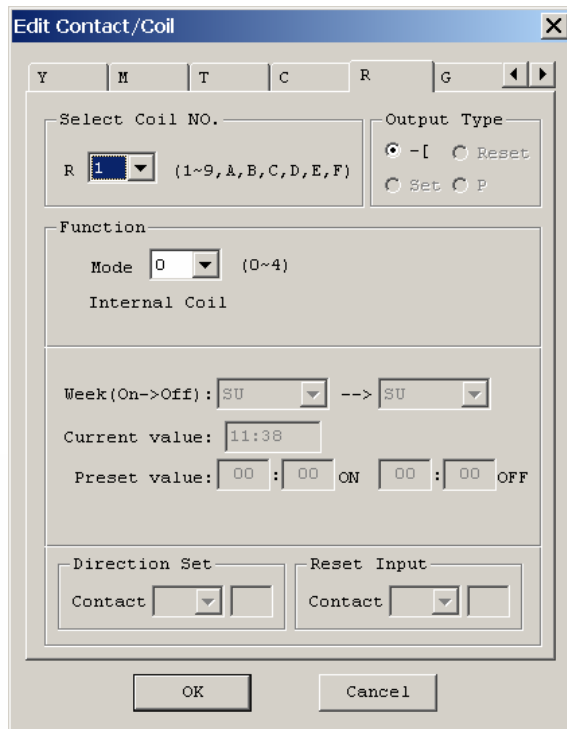 Edit Contact/Coil
Y M T C R G
Select Coil NO.
R 1 (1~9,A,B,C,D,E,F)
Output Type
-[ Reset
Set P
Function
Mode 0 (0~4)
Internal Coil
Week(On->Off): SU --> SU
Current value: 11:38
Preset value: 00 : 00 ON 00 : 00 OFF
Direction Set
Contact
Reset Input
Contact
OK Cancel